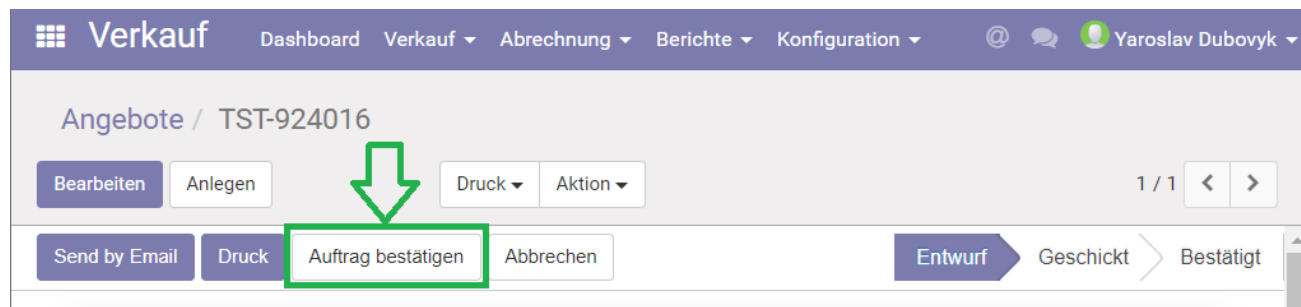 Verkauf Dashboard Verkauf Abrechnung Berichte Konfiguration @ Yaroslav Dubovyk
Angebote / TST-924016
Bearbeiten Anlegen Druck Aktion 1 / 1
Send by Email Druck Auftrag bestätigen Abbrechen Entwurf Geschickt Bestätigt